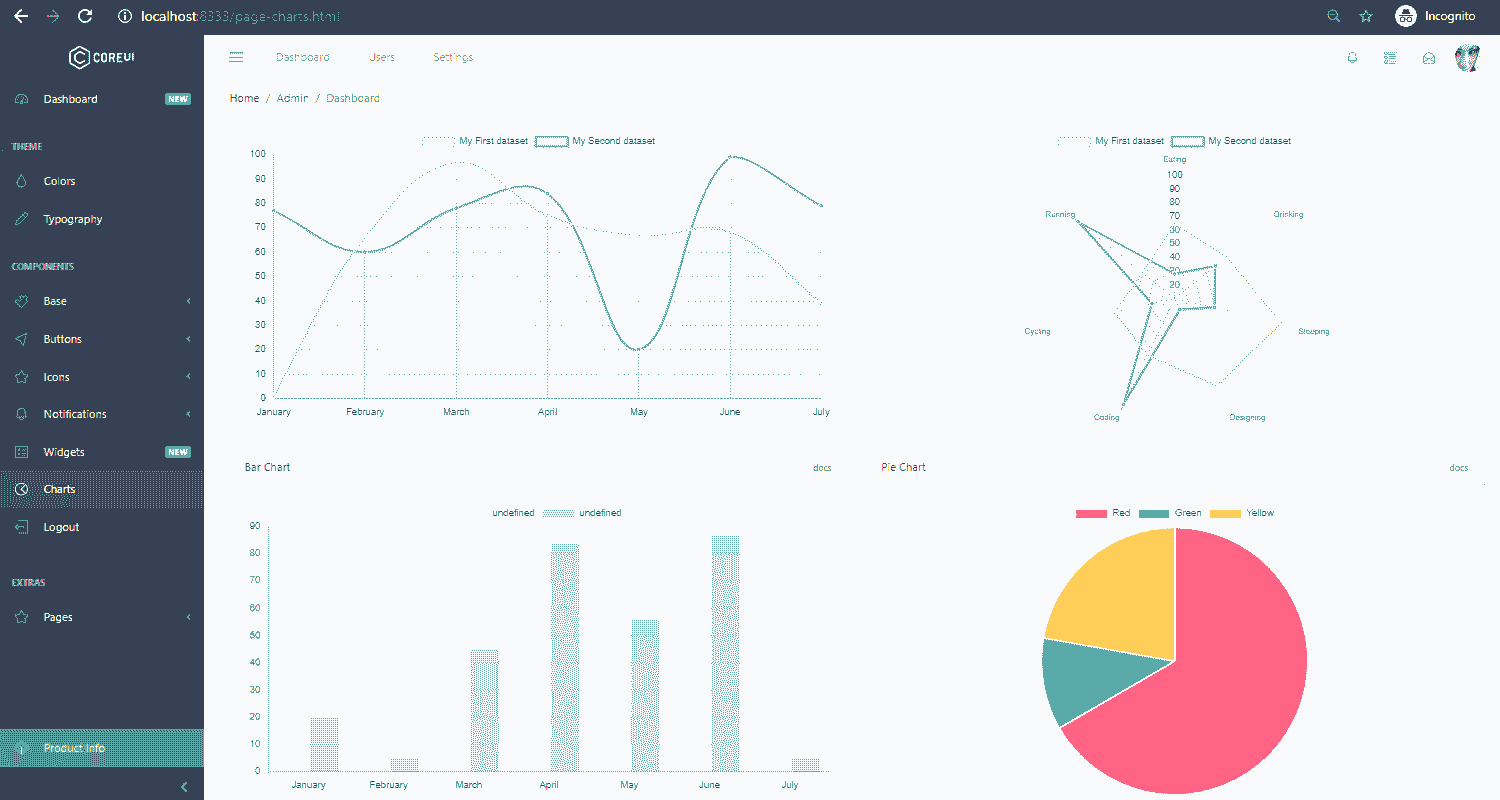 localhost:8333/page-charts.html
Incognito
COREUI
Dashboard NEW
THEME
Colors
Typography
COMPONENTS
Base
Buttons
Icons
Notifications
Widgets NEW
Charts
Logout
EXTRAS
Pages
Product Info
Dashboard Users Settings
Home / Admin / Dashboard
My First dataset My Second dataset
100
90
80
70
60
50
40
30
20
10
0
January February March April May June July
My First dataset My Second dataset
Eating
100
90
80
70
60
50
40
30
20
Running Drinking
Cycling Sleeping
Coding Designing
Bar Chart docs
undefined undefined
90
80
70
60
50
40
30
20
10
0
January February March April May June July
Pie Chart docs
Red Green Yellow